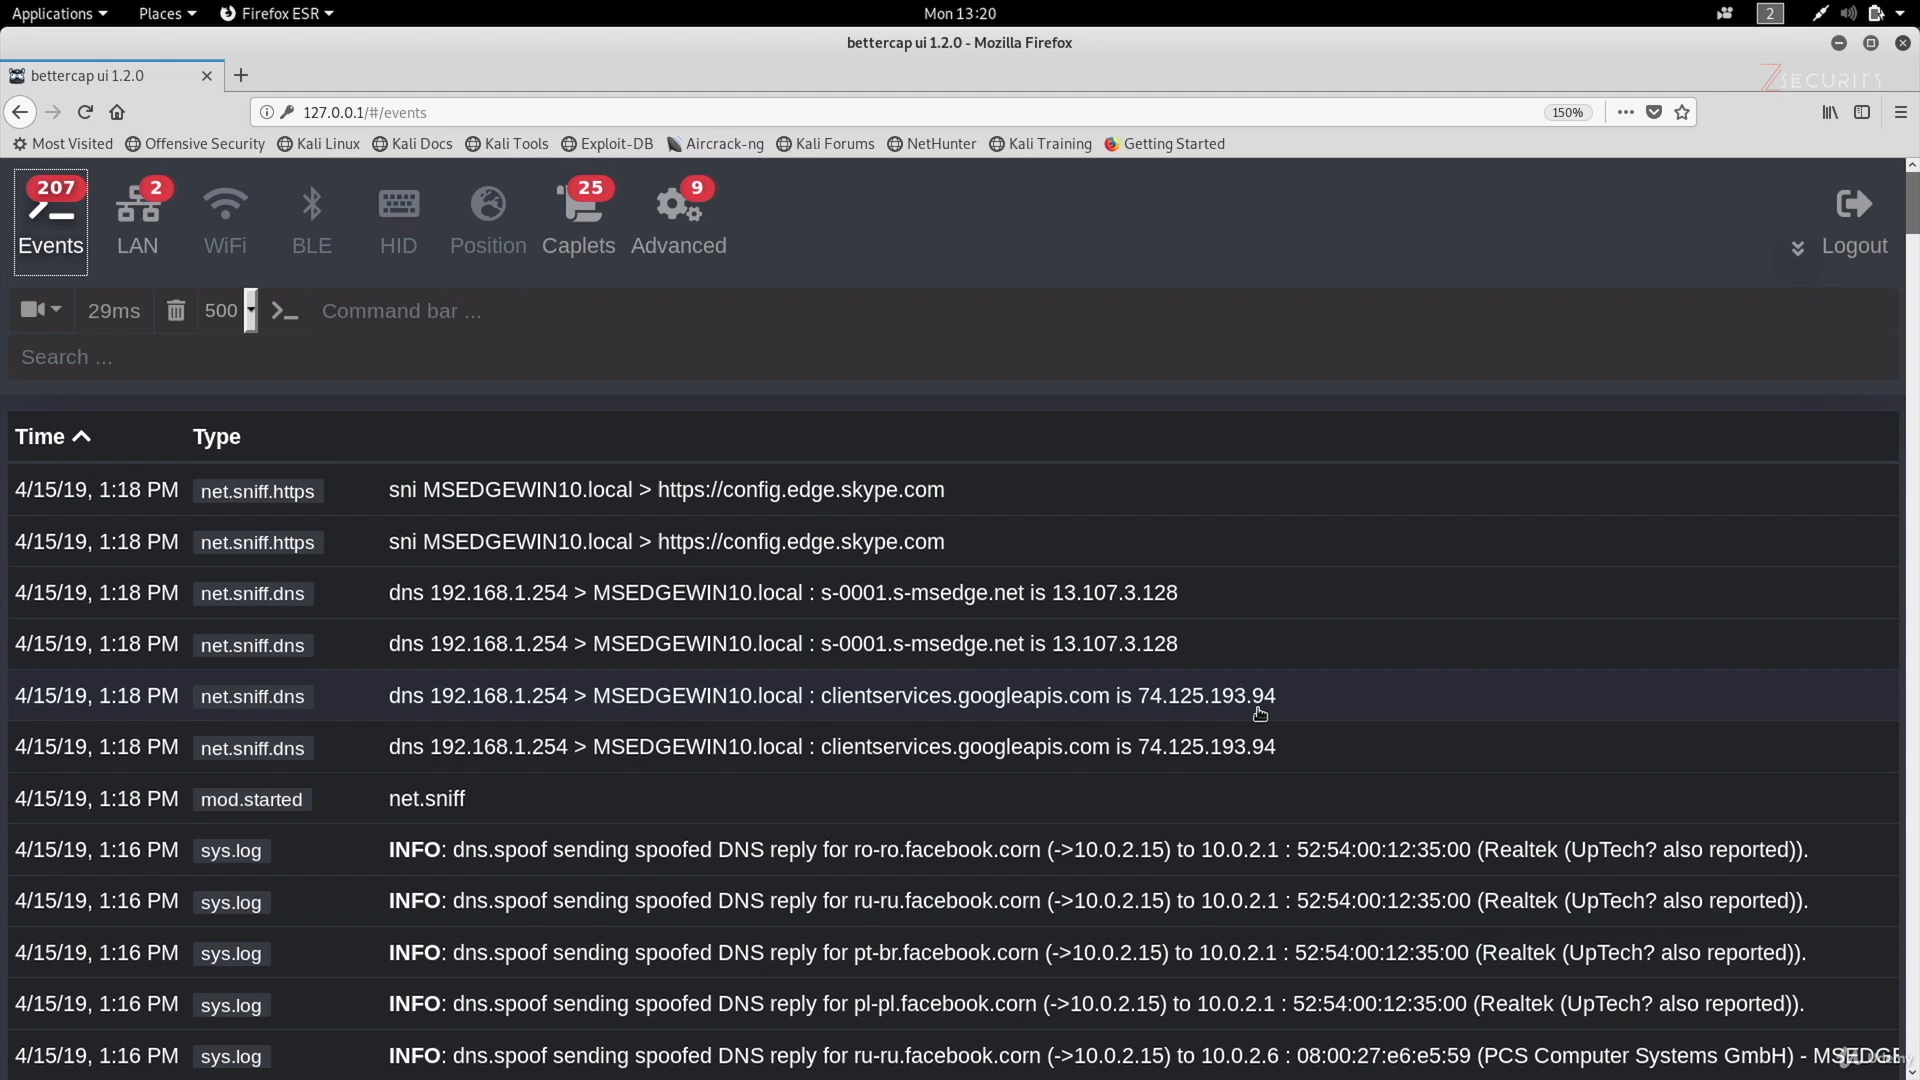 Applications Places Firefox ESR Mon 13:20 2
bettercap ui 1.2.0 - Mozilla Firefox
bettercap ui 1.2.0
ZSECURITY
127.0.0.1/#/events 150%
Most Visited Offensive Security Kali Linux Kali Docs Kali Tools Exploit-DB Aircrack-ng Kali Forums NetHunter Kali Training Getting Started
207 2 25 9
Events LAN WiFi BLE HID Position Caplets Advanced Logout
29ms 500 Command bar ...
Search ...
Time Type
4/15/19, 1:18 PM net.sniff.https sni MSEDGEWIN10.local > https://config.edge.skype.com
4/15/19, 1:18 PM net.sniff.https sni MSEDGEWIN10.local > https://config.edge.skype.com
4/15/19, 1:18 PM net.sniff.dns dns 192.168.1.254 > MSEDGEWIN10.local : s-0001.s-msedge.net is 13.107.3.128
4/15/19, 1:18 PM net.sniff.dns dns 192.168.1.254 > MSEDGEWIN10.local : s-0001.s-msedge.net is 13.107.3.128
4/15/19, 1:18 PM net.sniff.dns dns 192.168.1.254 > MSEDGEWIN10.local : clientservices.googleapis.com is 74.125.193.94
4/15/19, 1:18 PM net.sniff.dns dns 192.168.1.254 > MSEDGEWIN10.local : clientservices.googleapis.com is 74.125.193.94
4/15/19, 1:18 PM mod.started net.sniff
4/15/19, 1:16 PM sys.log INFO: dns.spoof sending spoofed DNS reply for ro-ro.facebook.corn (->10.0.2.15) to 10.0.2.1 : 52:54:00:12:35:00 (Realtek (UpTech? also reported)).
4/15/19, 1:16 PM sys.log INFO: dns.spoof sending spoofed DNS reply for ru-ru.facebook.corn (->10.0.2.15) to 10.0.2.1 : 52:54:00:12:35:00 (Realtek (UpTech? also reported)).
4/15/19, 1:16 PM sys.log INFO: dns.spoof sending spoofed DNS reply for pt-br.facebook.corn (->10.0.2.15) to 10.0.2.1 : 52:54:00:12:35:00 (Realtek (UpTech? also reported)).
4/15/19, 1:16 PM sys.log INFO: dns.spoof sending spoofed DNS reply for pl-pl.facebook.corn (->10.0.2.15) to 10.0.2.1 : 52:54:00:12:35:00 (Realtek (UpTech? also reported)).
4/15/19, 1:16 PM sys.log INFO: dns.spoof sending spoofed DNS reply for ru-ru.facebook.corn (->10.0.2.15) to 10.0.2.6 : 08:00:27:e6:e5:59 (PCS Computer Systems GmbH) - MSEDGE